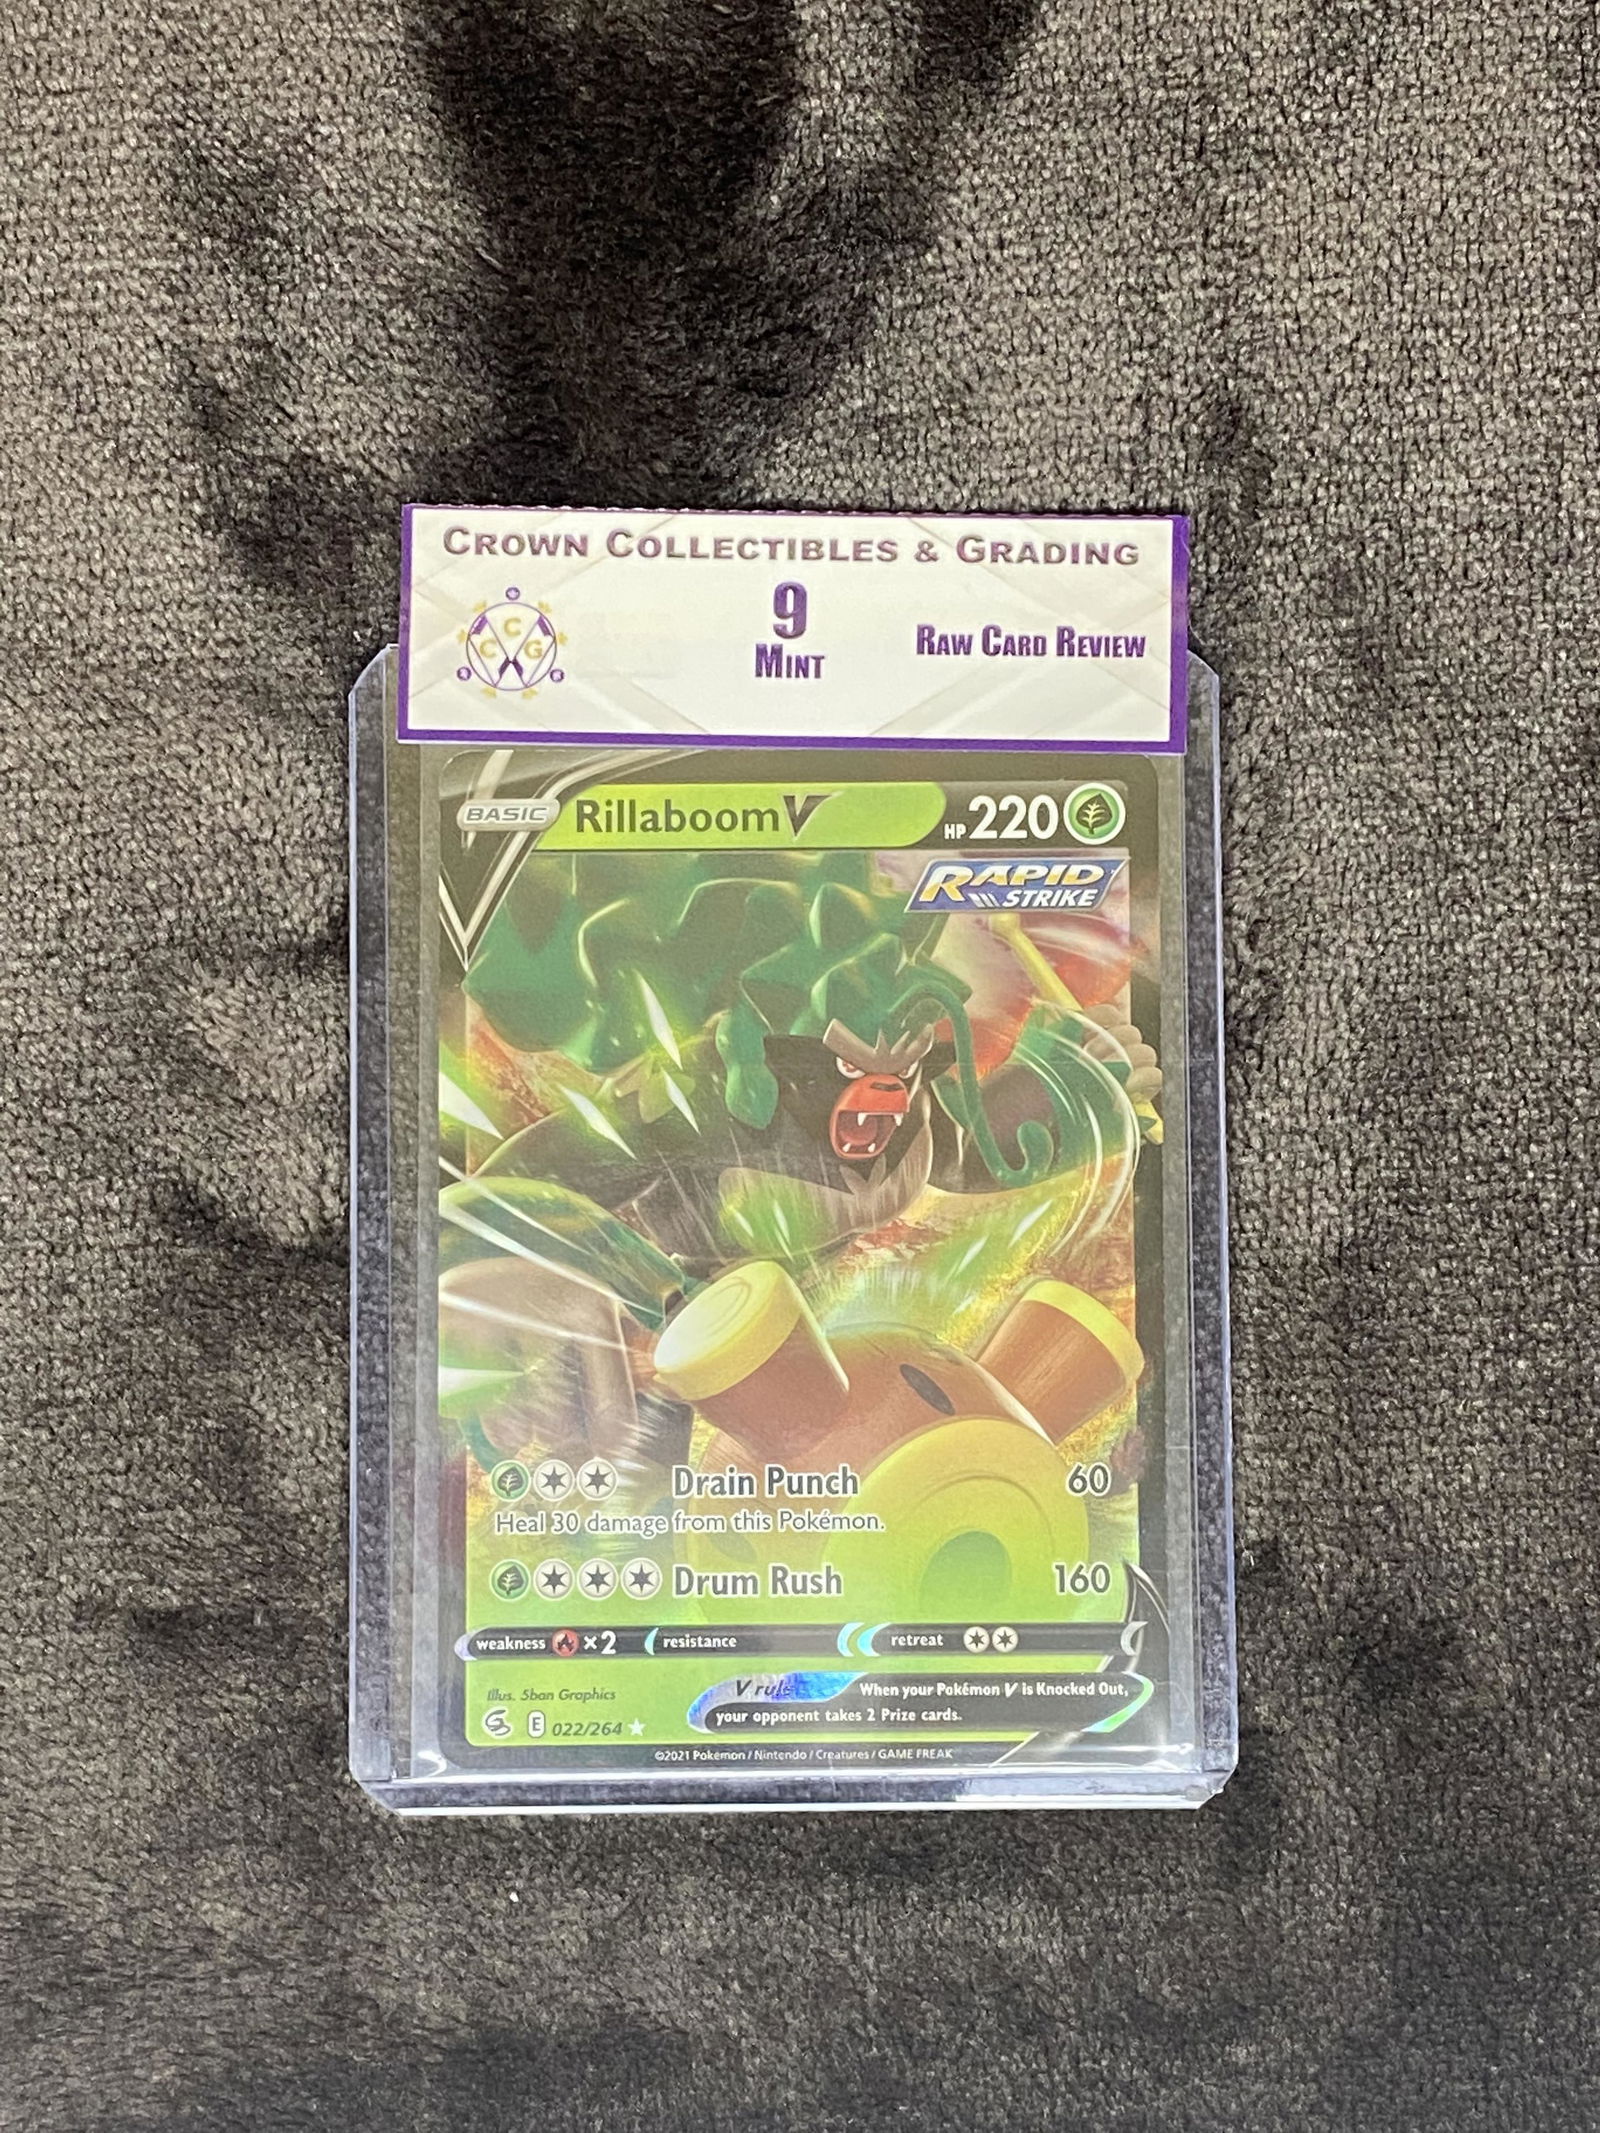 CROWN COLLECTIBLES & GRADING
C
C G
9
MINT
RAW CARD REVIEW
BASIC Rillaboom V HP 220
RAPID
STRIKE
Drain Punch 60
Heal 30 damage from this Pokémon.
Drum Rush 160
weakness ×2 resistance retreat
Illus. 5ban Graphics
V rule When your Pokémon V is Knocked Out,
your opponent takes 2 Prize cards.
E 022/264
©2021 Pokémon / Nintendo / Creatures / GAME FREAK